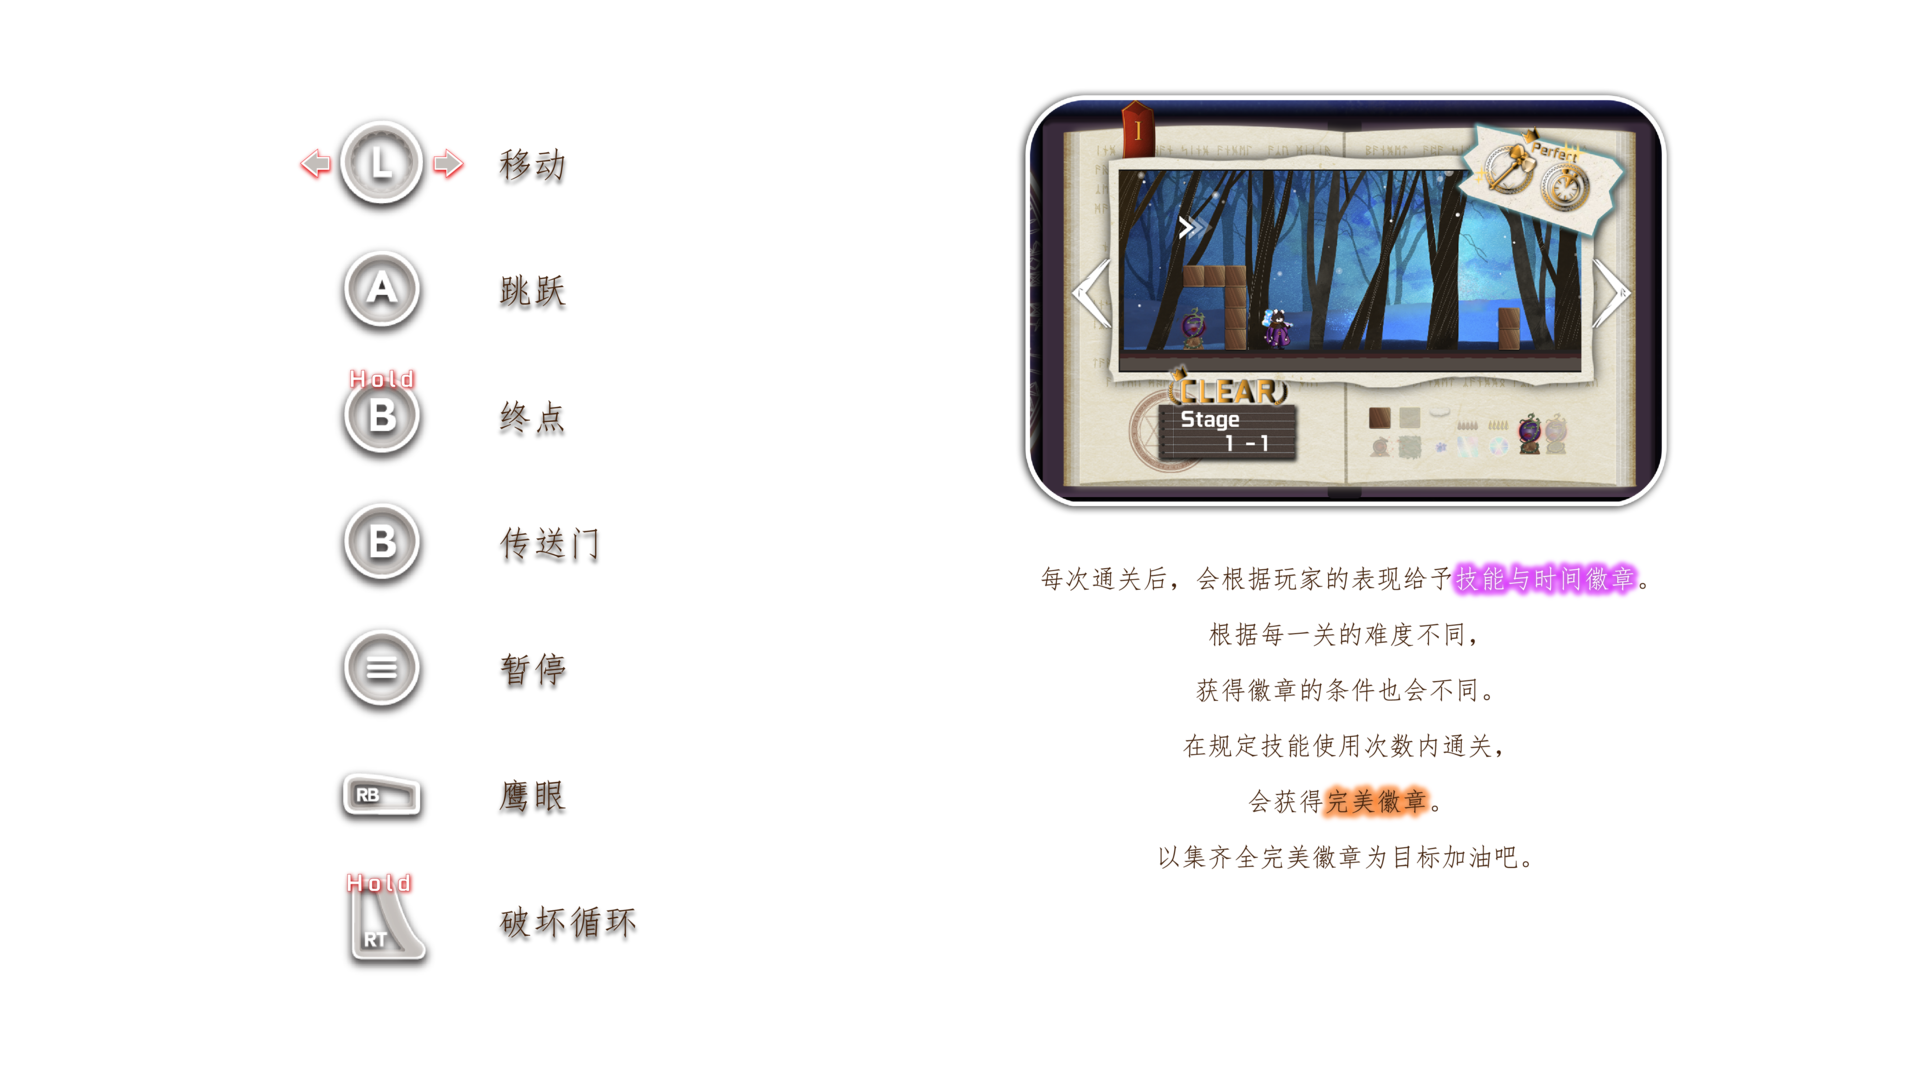 L
移动
A
跳跃
Hold
B
终点
B
传送门
暂停
RB
鹰眼
Hold
RT
破坏循环
I
Perfect
CLEAR
Stage
1-1
每次通关后，会根据玩家的表现给予技能与时间徽章。
根据每一关的难度不同，
获得徽章的条件也会不同。
在规定技能使用次数内通关，
会获得完美徽章。
以集齐全完美徽章为目标加油吧。